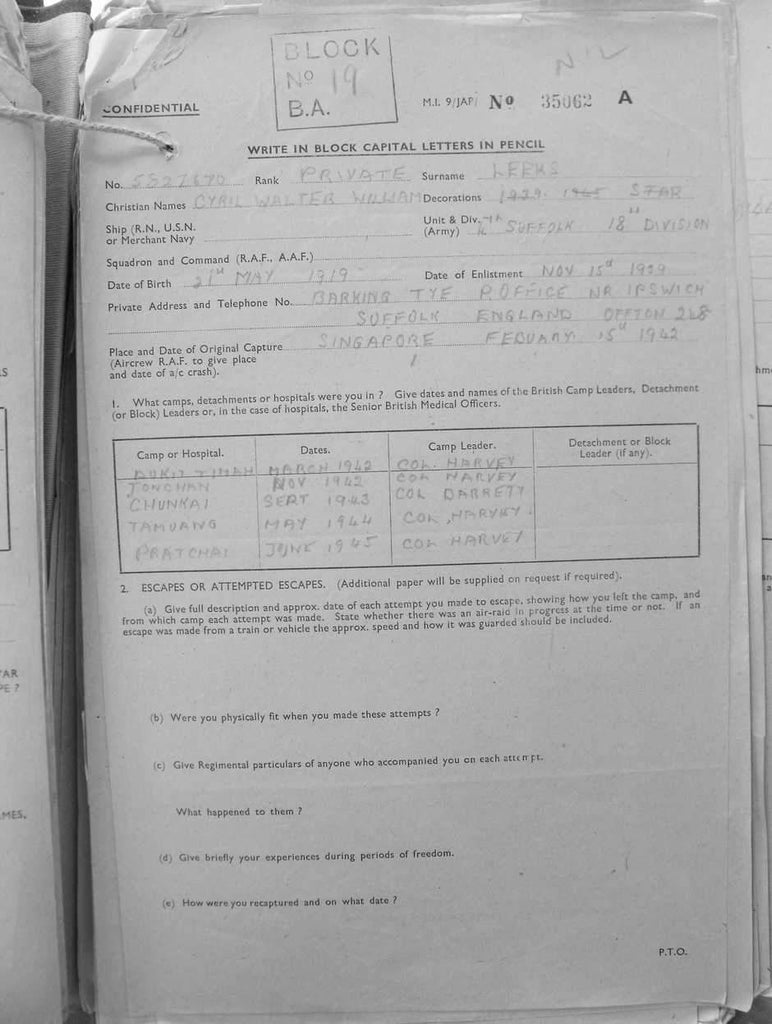 BLOCK
No 19
B.A.
NIL
CONFIDENTIAL
M.I. 9/JAP/ No 35062 A
WRITE IN BLOCK CAPITAL LETTERS IN PENCIL
No. 5827670 Rank PRIVATE Surname LEEKS
Christian Names CYRIL WALTER WILLIAM Decorations 1939-1945 STAR
Ship (R.N., U.S.N. or Merchant Navy
Unit & Div. (Army) 4th SUFFOLK 18" DIVISION
Squadron and Command (R.A.F., A.A.F.)
Date of Birth 21st MAY 1919 Date of Enlistment NOV 15th 1939
Private Address and Telephone No. BARKING TYE P.OFFICE NR IPSWICH
SUFFOLK ENGLAND OFFTON 268
Place and Date of Original Capture SINGAPORE FEDUARY 15th 1942
(Aircrew R.A.F. to give place
and date of a/c crash).
1. What camps, detachments or hospitals were you in ? Give dates and names of the British Camp Leaders, Detachment
(or Block) Leaders or, in the case of hospitals, the Senior British Medical Officers.
Camp or Hospital. Dates. Camp Leader. Detachment or Block Leader (if any).
BUKIT TIMAH MARCH 1942 COL. HARVEY
TONCHAN NOV 1942 COL HARVEY
CHUNKAI SEPT 1943 COL
TAMUANG MAY 1944 COL HARVEY
PRATCHAI JUNE 1945 COL HARVEY
2. ESCAPES OR ATTEMPTED ESCAPES. (Additional paper will be supplied on request if required).
(a) Give full description and approx. date of each attempt you made to escape, showing how you left the camp, and
from which camp each attempt was made. State whether there was an air-raid in progress at the time or not. If an
escape was made from a train or vehicle the approx. speed and how it was guarded should be included.
(b) Were you physically fit when you made these attempts ?
(c) Give Regimental particulars of anyone who accompanied you on each attempt.
What happened to them ?
(d) Give briefly your experiences during periods of freedom.
(e) How were you recaptured and on what date ?
P.T.O.